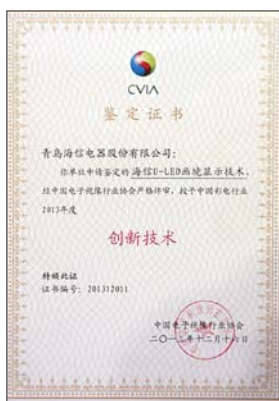 CVIA
鉴定证书
青岛海信电器股份有限公司:
你单位申请鉴定的海信U-LED画境显示技术,
经中国电子视像行业协会严格评审,授予中国彩电行业
2013年度
创新技术
特颁此证
证书编号: 201312011
中国电子视像行业协会
二〇一三年十二月十六日